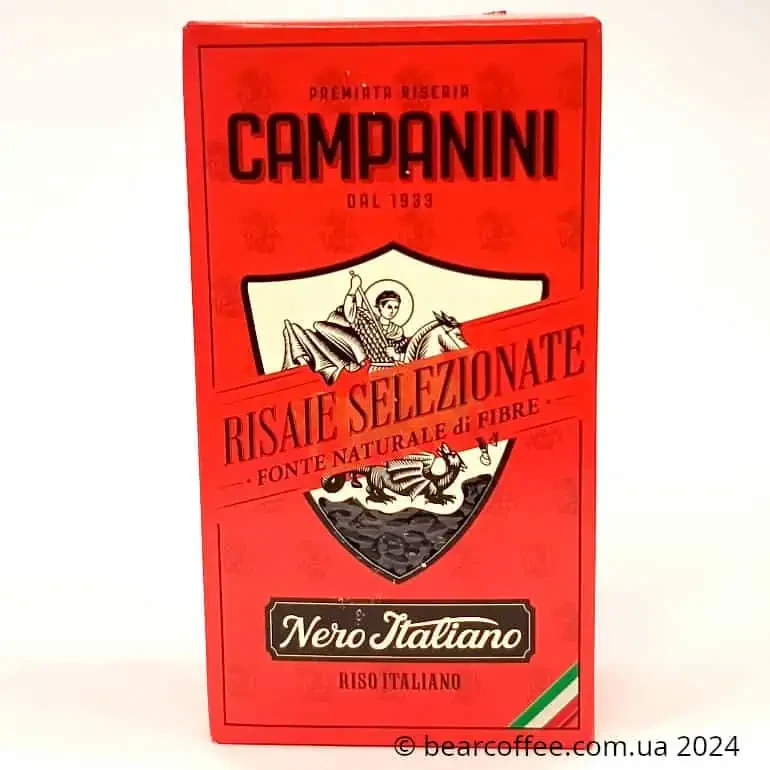 PREMIATA RISERIA
CAMPANINI
DAL 1933
RISAIE SELEZIONATE
· FONTE NATURALE di FIBRE ·
Nero Italiano
RISO ITALIANO
© bearcoffee.com.ua 2024